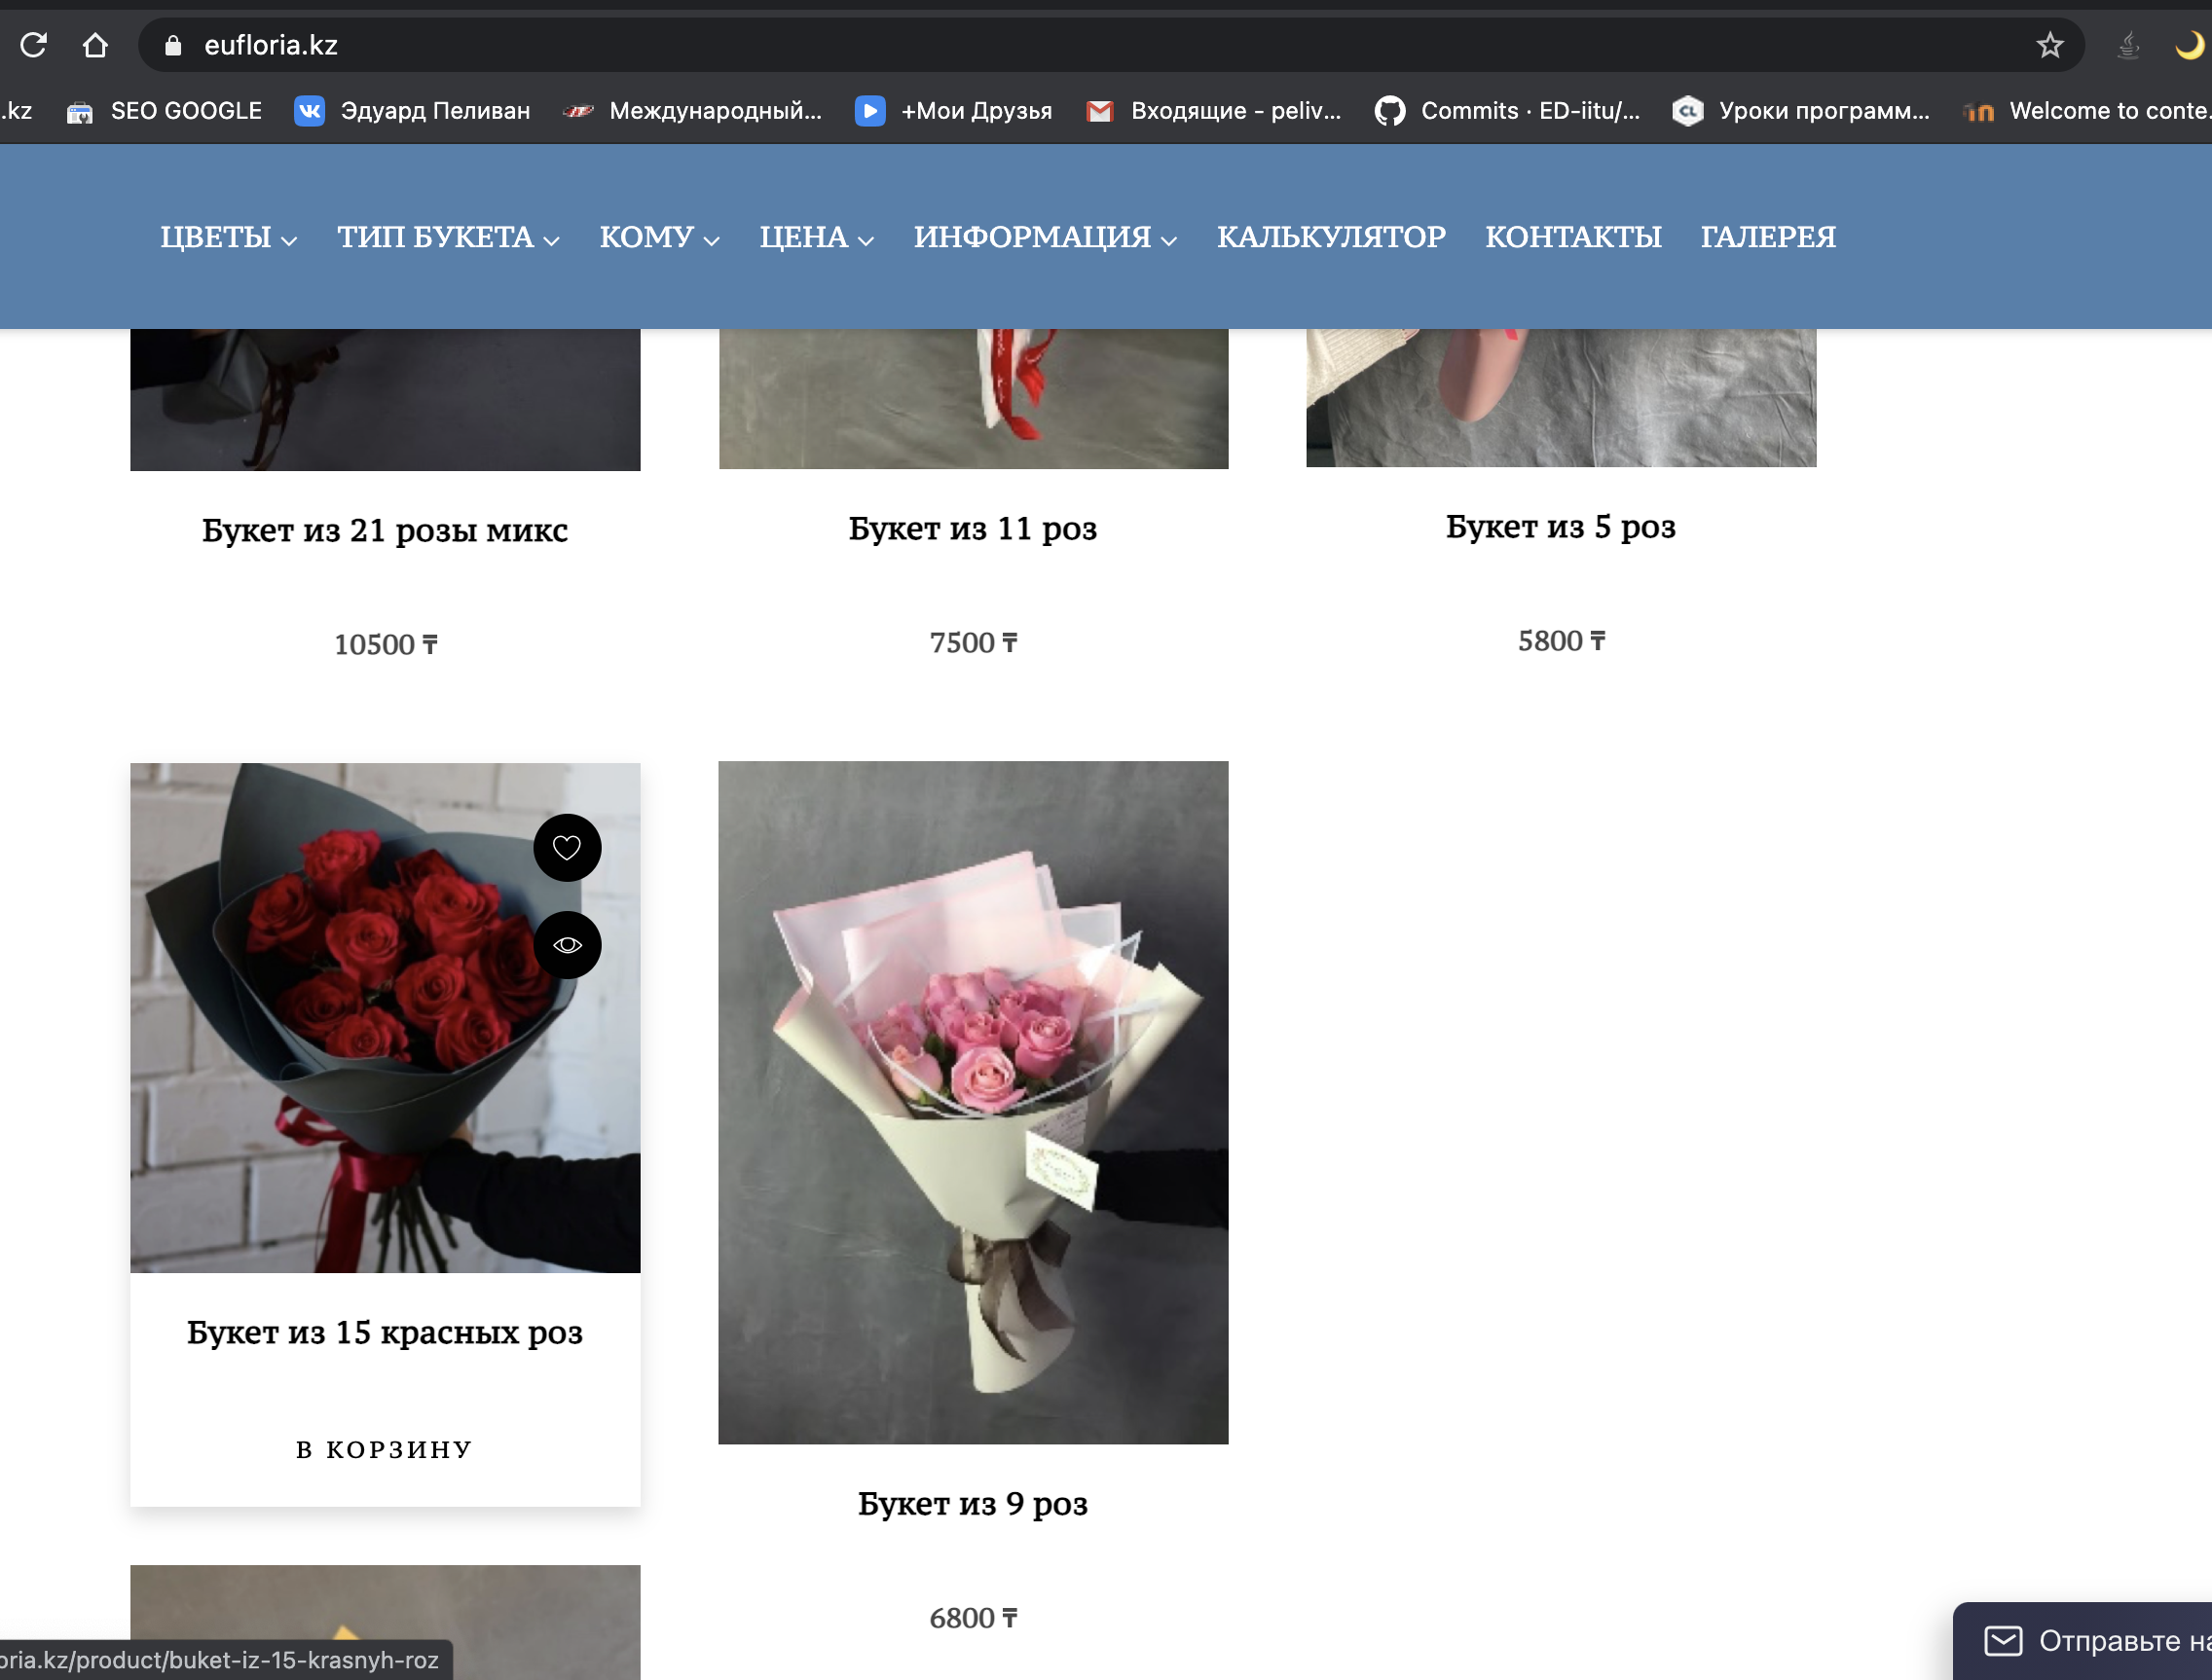 eufloria.kz
.kz SEO GOOGLE Эдуард Пеливан Международный... +Мои Друзья Входящие - peliv... Commits · ED-iitu/... Уроки программ... Welcome to conte.
ЦВЕТЫ ТИП БУКЕТА КОМУ ЦЕНА ИНФОРМАЦИЯ КАЛЬКУЛЯТОР КОНТАКТЫ ГАЛЕРЕЯ
Букет из 21 розы микс
10500 ₸
Букет из 11 роз
7500 ₸
Букет из 5 роз
5800 ₸
Букет из 15 красных роз
В КОРЗИНУ
Букет из 9 роз
6800 ₸
oria.kz/product/buket-iz-15-krasnyh-roz
Отправьте на